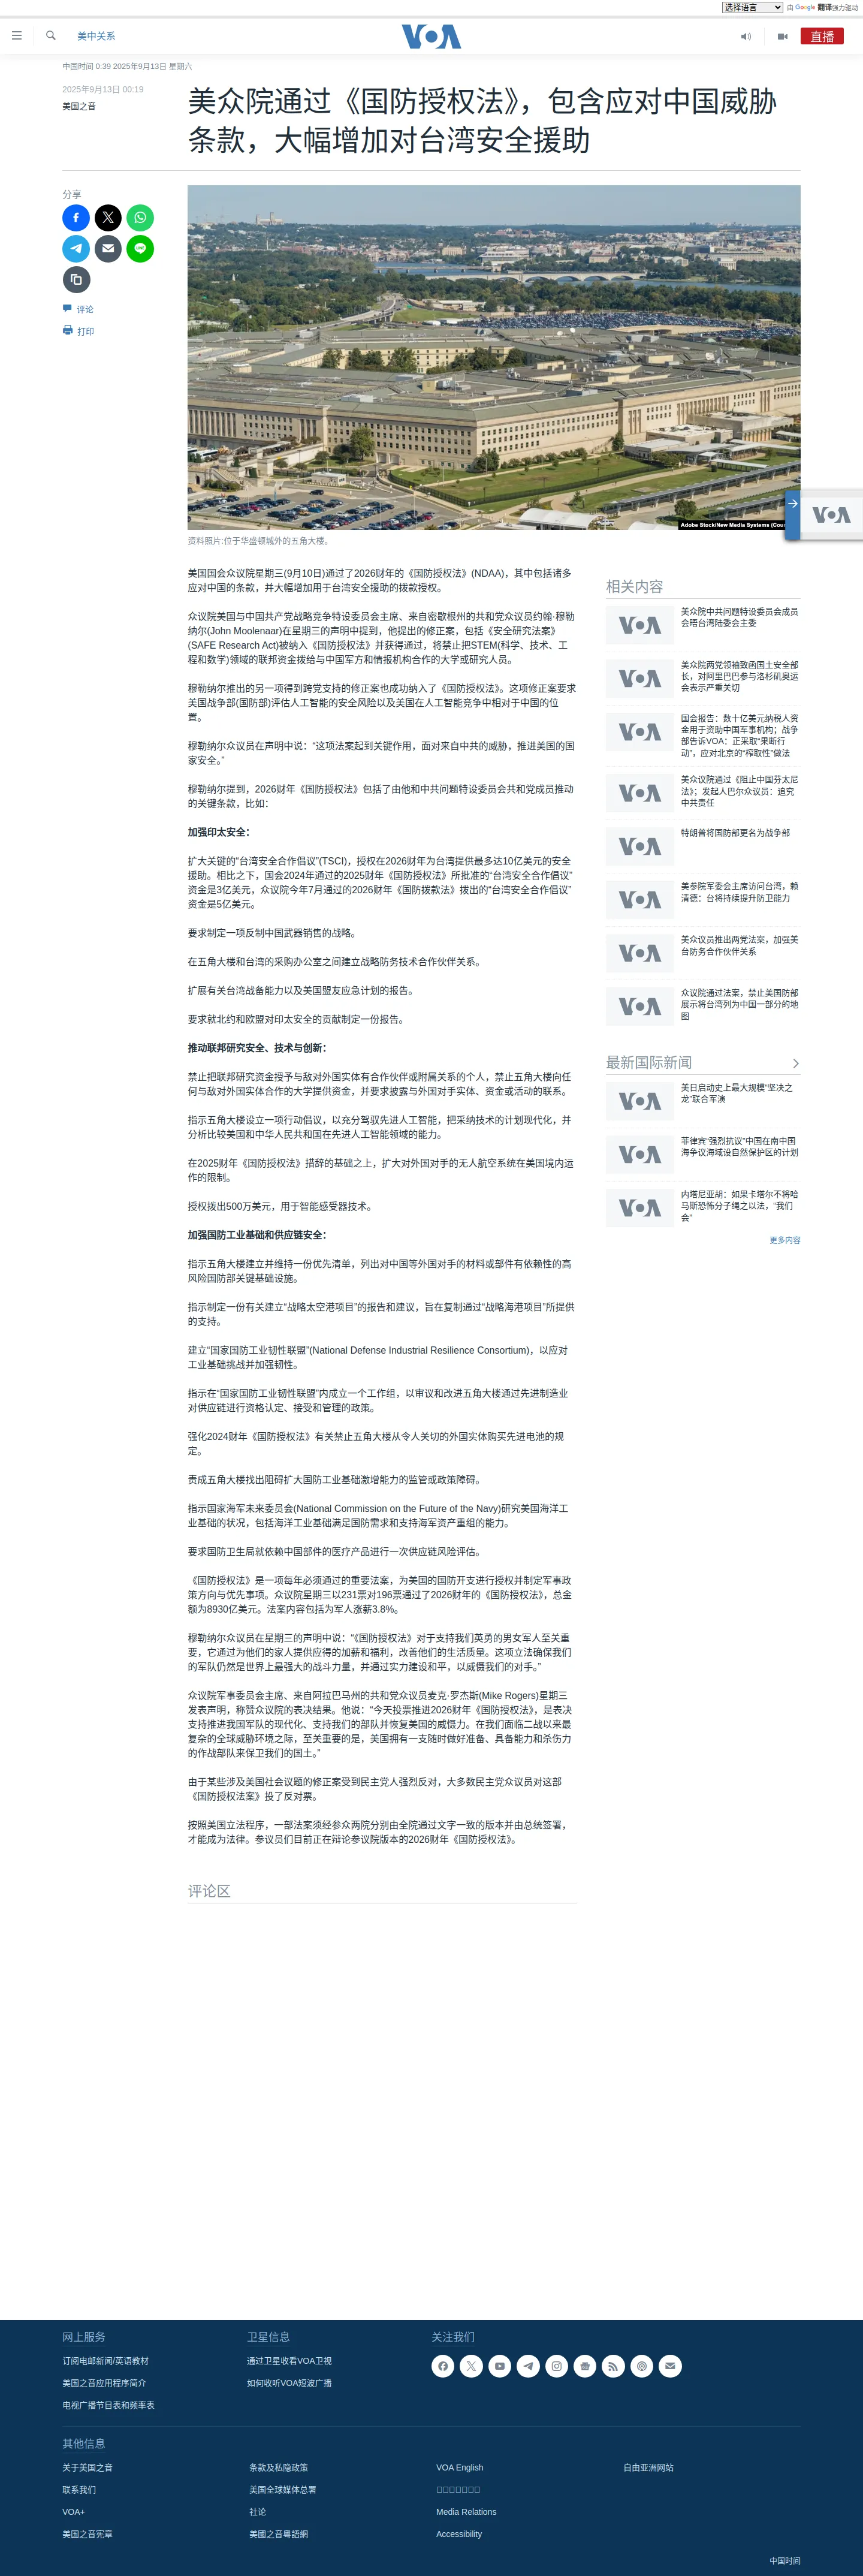 选择语言 由 Google 翻译强力驱动
美中关系
VOA
直播
中国时间 0:39 2025年9月13日 星期六
2025年9月13日 00:19
美国之音
美众院通过《国防授权法》，包含应对中国威胁
条款，大幅增加对台湾安全援助
分享
评论
打印
Adobe Stock/New Media Systems (Cou
资料照片:位于华盛顿城外的五角大楼。
VOA
美国国会众议院星期三(9月10日)通过了2026财年的《国防授权法》(NDAA)，其中包括诸多
应对中国的条款，并大幅增加用于台湾安全援助的拨款授权。
众议院美国与中国共产党战略竞争特设委员会主席、来自密歇根州的共和党众议员约翰·穆勒
纳尔(John Moolenaar)在星期三的声明中提到，他提出的修正案，包括《安全研究法案》
(SAFE Research Act)被纳入《国防授权法》并获得通过，将禁止把STEM(科学、技术、工
程和数学)领域的联邦资金拨给与中国军方和情报机构合作的大学或研究人员。
穆勒纳尔推出的另一项得到跨党支持的修正案也成功纳入了《国防授权法》。这项修正案要求
美国战争部(国防部)评估人工智能的安全风险以及美国在人工智能竞争中相对于中国的位
置。
穆勒纳尔众议员在声明中说：“这项法案起到关键作用，面对来自中共的威胁，推进美国的国
家安全。”
穆勒纳尔提到，2026财年《国防授权法》包括了由他和中共问题特设委员会共和党成员推动
的关键条款，比如：
加强印太安全：
扩大关键的“台湾安全合作倡议”(TSCI)，授权在2026财年为台湾提供最多达10亿美元的安全
援助。相比之下，国会2024年通过的2025财年《国防授权法》所批准的“台湾安全合作倡议”
资金是3亿美元，众议院今年7月通过的2026财年《国防拨款法》拨出的“台湾安全合作倡议”
资金是5亿美元。
要求制定一项反制中国武器销售的战略。
在五角大楼和台湾的采购办公室之间建立战略防务技术合作伙伴关系。
扩展有关台湾战备能力以及美国盟友应急计划的报告。
要求就北约和欧盟对印太安全的贡献制定一份报告。
推动联邦研究安全、技术与创新：
禁止把联邦研究资金授予与敌对外国实体有合作伙伴或附属关系的个人，禁止五角大楼向任
何与敌对外国实体合作的大学提供资金，并要求披露与外国对手实体、资金或活动的联系。
指示五角大楼设立一项行动倡议，以充分驾驭先进人工智能，把采纳技术的计划现代化，并
分析比较美国和中华人民共和国在先进人工智能领域的能力。
在2025财年《国防授权法》措辞的基础之上，扩大对外国对手的无人航空系统在美国境内运
作的限制。
授权拨出500万美元，用于智能感受器技术。
加强国防工业基础和供应链安全：
指示五角大楼建立并维持一份优先清单，列出对中国等外国对手的材料或部件有依赖性的高
风险国防部关键基础设施。
指示制定一份有关建立“战略太空港项目”的报告和建议，旨在复制通过“战略海港项目”所提供
的支持。
建立“国家国防工业韧性联盟”(National Defense Industrial Resilience Consortium)，以应对
工业基础挑战并加强韧性。
指示在“国家国防工业韧性联盟”内成立一个工作组，以审议和改进五角大楼通过先进制造业
对供应链进行资格认定、接受和管理的政策。
强化2024财年《国防授权法》有关禁止五角大楼从令人关切的外国实体购买先进电池的规
定。
责成五角大楼找出阻碍扩大国防工业基础激增能力的监管或政策障碍。
指示国家海军未来委员会(National Commission on the Future of the Navy)研究美国海洋工
业基础的状况，包括海洋工业基础满足国防需求和支持海军资产重组的能力。
要求国防卫生局就依赖中国部件的医疗产品进行一次供应链风险评估。
《国防授权法》是一项每年必须通过的重要法案，为美国的国防开支进行授权并制定军事政
策方向与优先事项。众议院星期三以231票对196票通过了2026财年的《国防授权法》，总金
额为8930亿美元。法案内容包括为军人涨薪3.8%。
穆勒纳尔众议员在星期三的声明中说：“《国防授权法》对于支持我们英勇的男女军人至关重
要，它通过为他们的家人提供应得的加薪和福利，改善他们的生活质量。这项立法确保我们
的军队仍然是世界上最强大的战斗力量，并通过实力建设和平，以威慑我们的对手。”
众议院军事委员会主席、来自阿拉巴马州的共和党众议员麦克·罗杰斯(Mike Rogers)星期三
发表声明，称赞众议院的表决结果。他说：“今天投票推进2026财年《国防授权法》，是表决
支持推进我国军队的现代化、支持我们的部队并恢复美国的威慑力。在我们面临二战以来最
复杂的全球威胁环境之际，至关重要的是，美国拥有一支随时做好准备、具备能力和杀伤力
的作战部队来保卫我们的国土。”
由于某些涉及美国社会议题的修正案受到民主党人强烈反对，大多数民主党众议员对这部
《国防授权法案》投了反对票。
按照美国立法程序，一部法案须经参众两院分别由全院通过文字一致的版本并由总统签署，
才能成为法律。参议员们目前正在辩论参议院版本的2026财年《国防授权法》。
评论区
相关内容
VOA
美众院中共问题特设委员会成员
会晤台湾陆委会主委
VOA
美众院两党领袖致函国土安全部
长，对阿里巴巴参与洛杉矶奥运
会表示严重关切
VOA
国会报告：数十亿美元纳税人资
金用于资助中国军事机构；战争
部告诉VOA：正采取“果断行
动”，应对北京的“榨取性”做法
VOA
美众议院通过《阻止中国芬太尼
法》；发起人巴尔众议员：追究
中共责任
VOA
特朗普将国防部更名为战争部
VOA
美参院军委会主席访问台湾，赖
清德：台将持续提升防卫能力
VOA
美众议员推出两党法案，加强美
台防务合作伙伴关系
VOA
众议院通过法案，禁止美国防部
展示将台湾列为中国一部分的地
图
最新国际新闻
VOA
美日启动史上最大规模“坚决之
龙”联合军演
VOA
菲律宾“强烈抗议”中国在南中国
海争议海域设自然保护区的计划
VOA
内塔尼亚胡：如果卡塔尔不将哈
马斯恐怖分子绳之以法，“我们
会”
更多内容
网上服务
订阅电邮新闻/英语教材
美国之音应用程序简介
电视广播节目表和频率表
卫星信息
通过卫星收看VOA卫视
如何收听VOA短波广播
关注我们
其他信息
关于美国之音
联系我们
VOA+
美国之音宪章
条款及私隐政策
美国全球媒体总署
社论
美國之音粵語網
VOA English
□□□□□□□
Media Relations
Accessibility
自由亚洲网站
中国时间